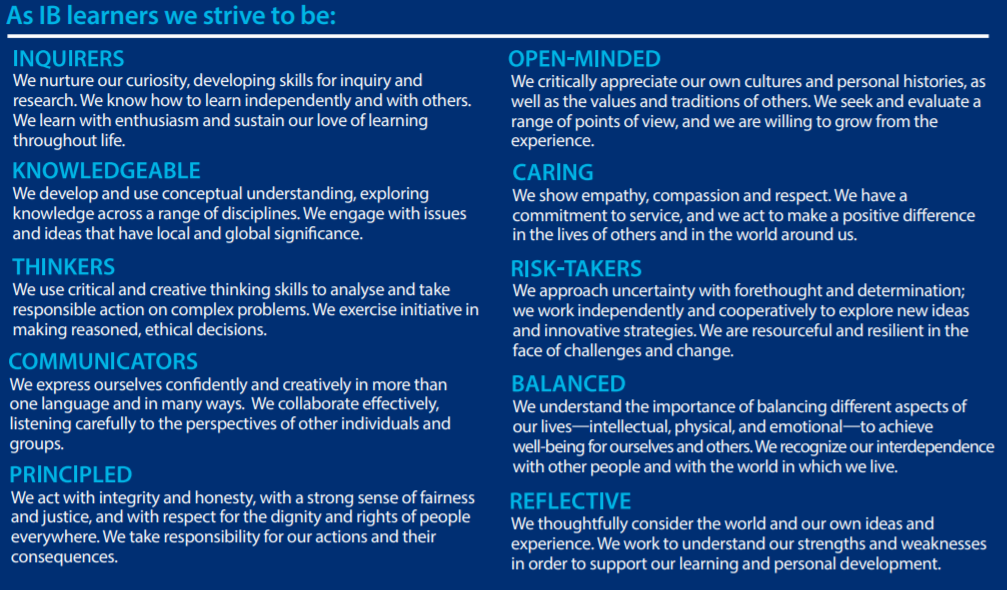 As IB learners we strive to be:
INQUIRERS
We nurture our curiosity, developing skills for inquiry and
research. We know how to learn independently and with others.
We learn with enthusiasm and sustain our love of learning
throughout life.
KNOWLEDGEABLE
We develop and use conceptual understanding, exploring
knowledge across a range of disciplines. We engage with issues
and ideas that have local and global significance.
THINKERS
We use critical and creative thinking skills to analyse and take
responsible action on complex problems. We exercise initiative in
making reasoned, ethical decisions.
COMMUNICATORS
We express ourselves confidently and creatively in more than
one language and in many ways. We collaborate effectively,
listening carefully to the perspectives of other individuals and
groups.
PRINCIPLED
We act with integrity and honesty, with a strong sense of fairness
and justice, and with respect for the dignity and rights of people
everywhere. We take responsibility for our actions and their
consequences.
OPEN-MINDED
We critically appreciate our own cultures and personal histories, as
well as the values and traditions of others. We seek and evaluate a
range of points of view, and we are willing to grow from the
experience.
CARING
We show empathy, compassion and respect. We have a
commitment to service, and we act to make a positive difference
in the lives of others and in the world around us.
RISK-TAKERS
We approach uncertainty with forethought and determination;
we work independently and cooperatively to explore new ideas
and innovative strategies. We are resourceful and resilient in the
face of challenges and change.
BALANCED
We understand the importance of balancing different aspects of
our lives—intellectual, physical, and emotional—to achieve
well-being for ourselves and others. We recognize our interdependence
with other people and with the world in which we live.
REFLECTIVE
We thoughtfully consider the world and our own ideas and
experience. We work to understand our strengths and weaknesses
in order to support our learning and personal development.